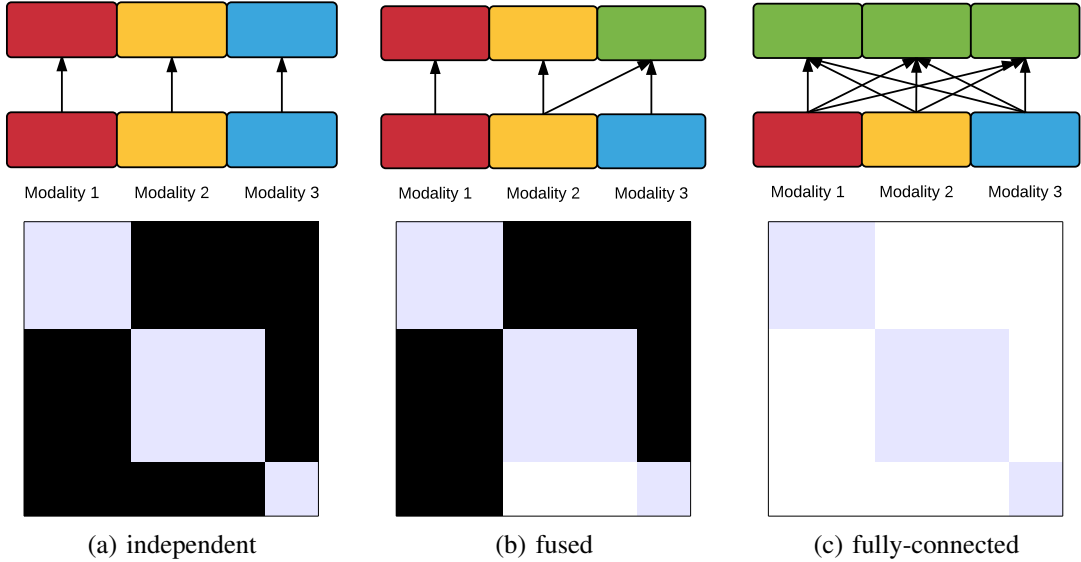 Modality 1 Modality 2 Modality 3
Modality 1 Modality 2 Modality 3
Modality 1 Modality 2 Modality 3
(a) independent
(b) fused
(c) fully-connected